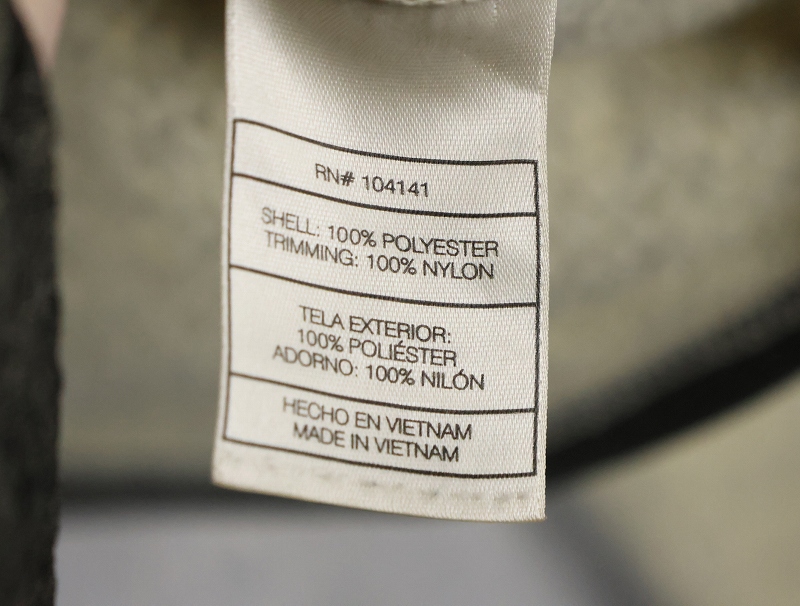 RN# 104141
SHELL: 100% POLYESTER
TRIMMING: 100% NYLON
TELA EXTERIOR:
100% POLIÉSTER
ADORNO: 100% NILÓN
HECHO EN VIETNAM
MADE IN VIETNAM